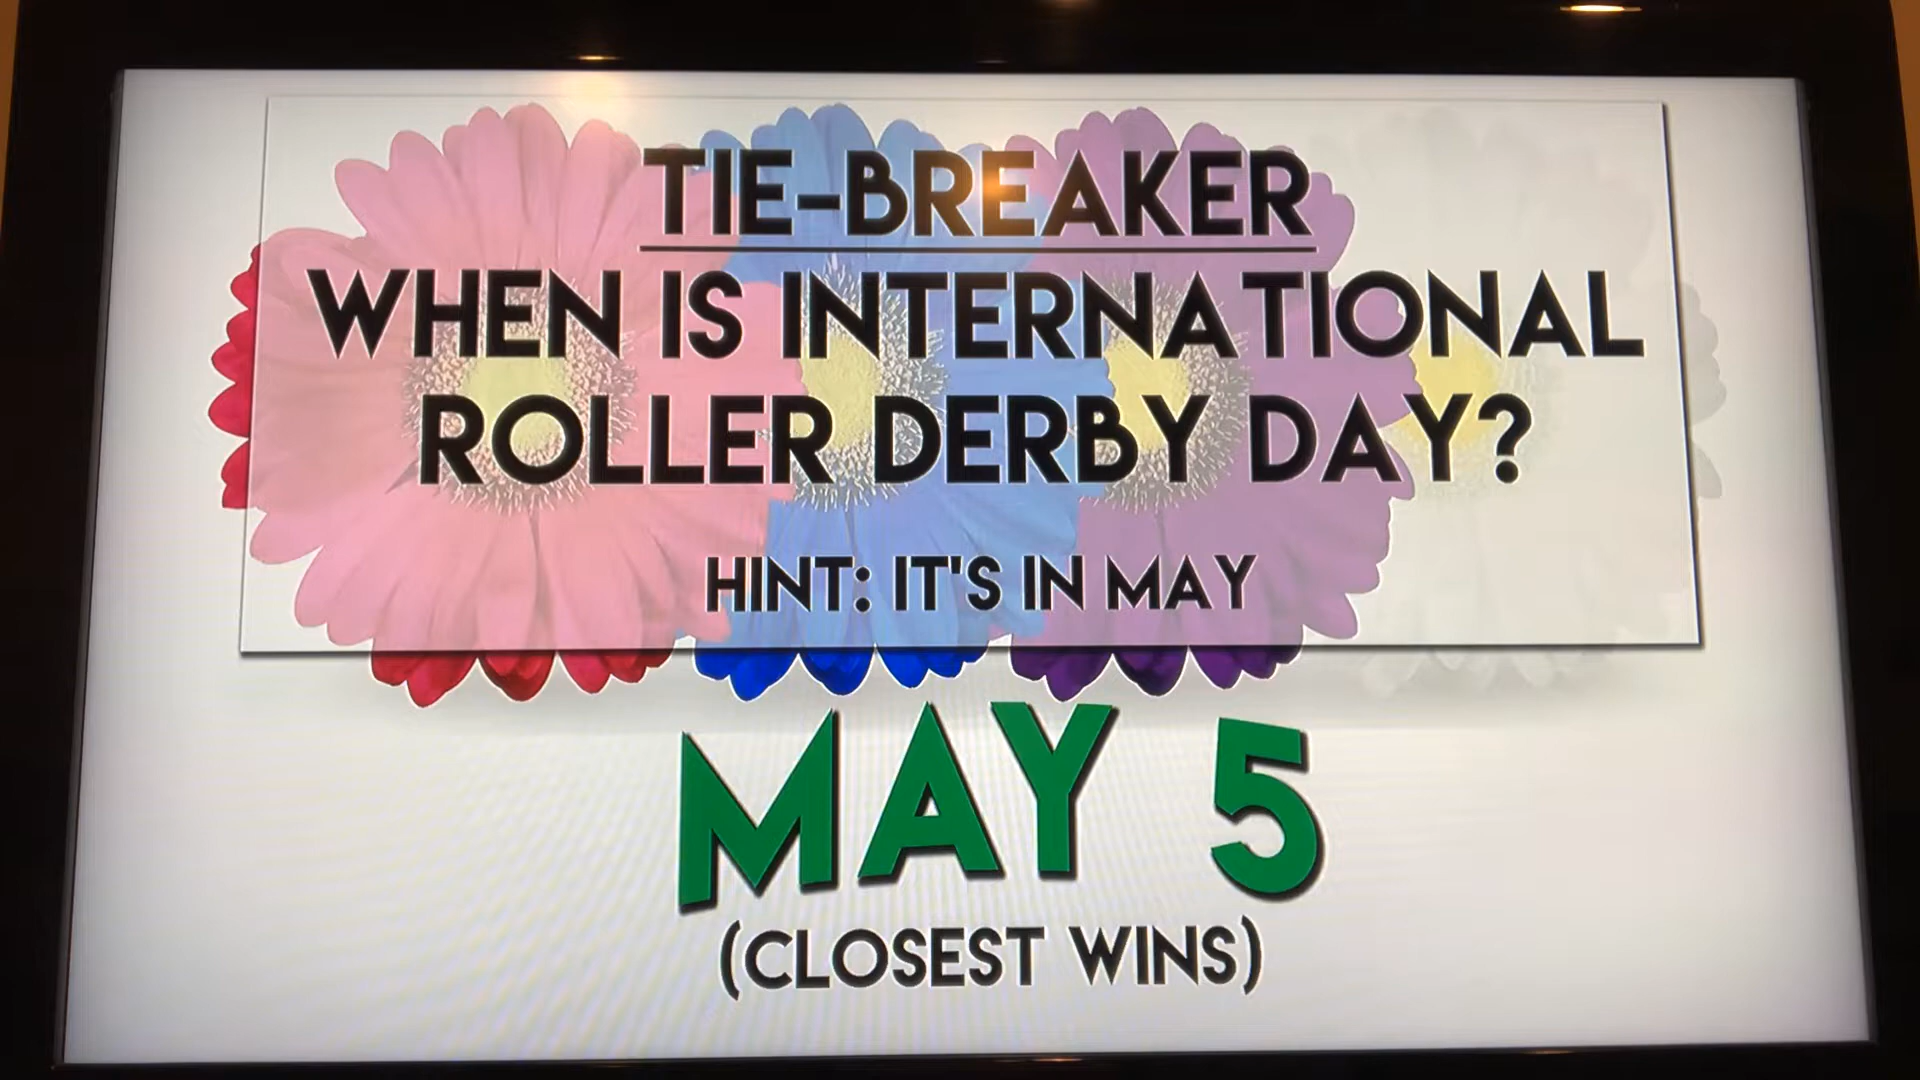 TIE-BREAKER
WHEN IS INTERNATIONAL
ROLLER DERBY DAY?
HINT: IT'S IN MAY
MAY 5
(CLOSEST WINS)